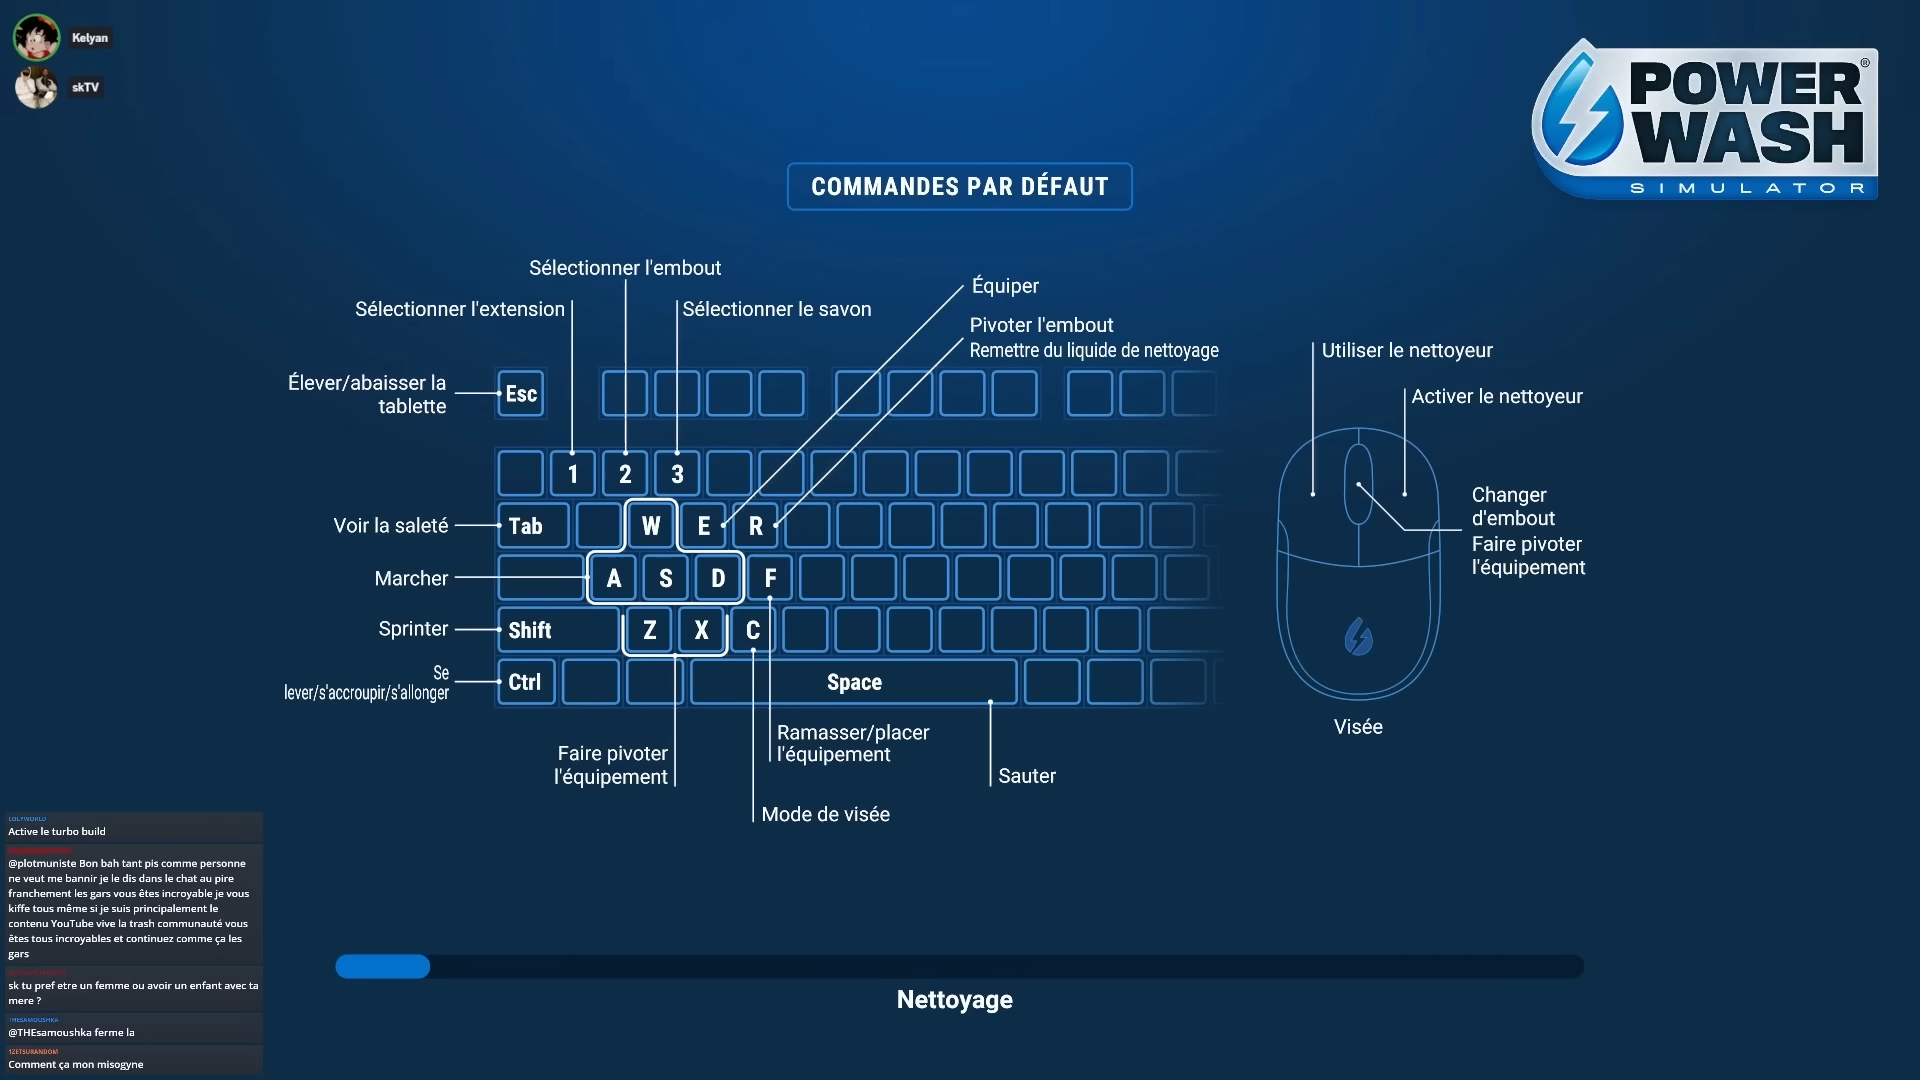 Kelyan
skTV
POWER®
WASH
SIMULATOR
COMMANDES PAR DÉFAUT
Sélectionner l'embout
Sélectionner l'extension
Sélectionner le savon
Équiper
Pivoter l'embout
Remettre du liquide de nettoyage
Utiliser le nettoyeur
Activer le nettoyeur
Élever/abaisser la
tablette
Esc
1 2 3
Voir la saleté
Tab W E R
Changer
d'embout
Faire pivoter
l'équipement
Marcher
A S D F
Sprinter
Shift Z X C
Se
lever/s'accroupir/s'allonger
Ctrl Space
Visée
Faire pivoter
l'équipement
Ramasser/placer
l'équipement
Sauter
Mode de visée
LOLYWORLD
Active le turbo build
@plotmuniste Bon bah tant pis comme personne
ne veut me bannir je le dis dans le chat au pire
franchement les gars vous êtes incroyable je vous
kiffe tous même si je suis principalement le
contenu YouTube vive la trash communauté vous
êtes tous incroyables et continuez comme ça les
gars
sk tu pref etre un femme ou avoir un enfant avec ta
mere ?
THESAMOUSHKA
@THEsamoushka ferme la
1ZETSURANDOM
Comment ça mon misogyne
Nettoyage